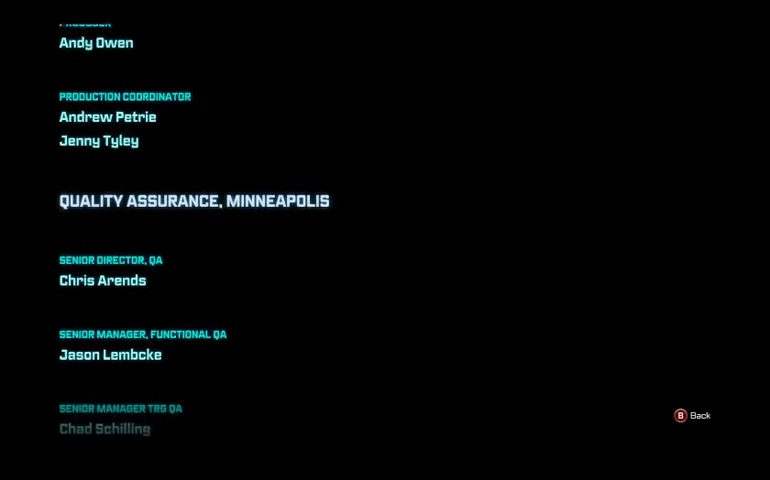 PRODUCER
Andy Owen
PRODUCTION COORDINATOR
Andrew Petrie
Jenny Tyley
QUALITY ASSURANCE, MINNEAPOLIS
SENIOR DIRECTOR, QA
Chris Arends
SENIOR MANAGER, FUNCTIONAL QA
Jason Lembcke
SENIOR MANAGER TRG QA
Chad Schilling
B Back